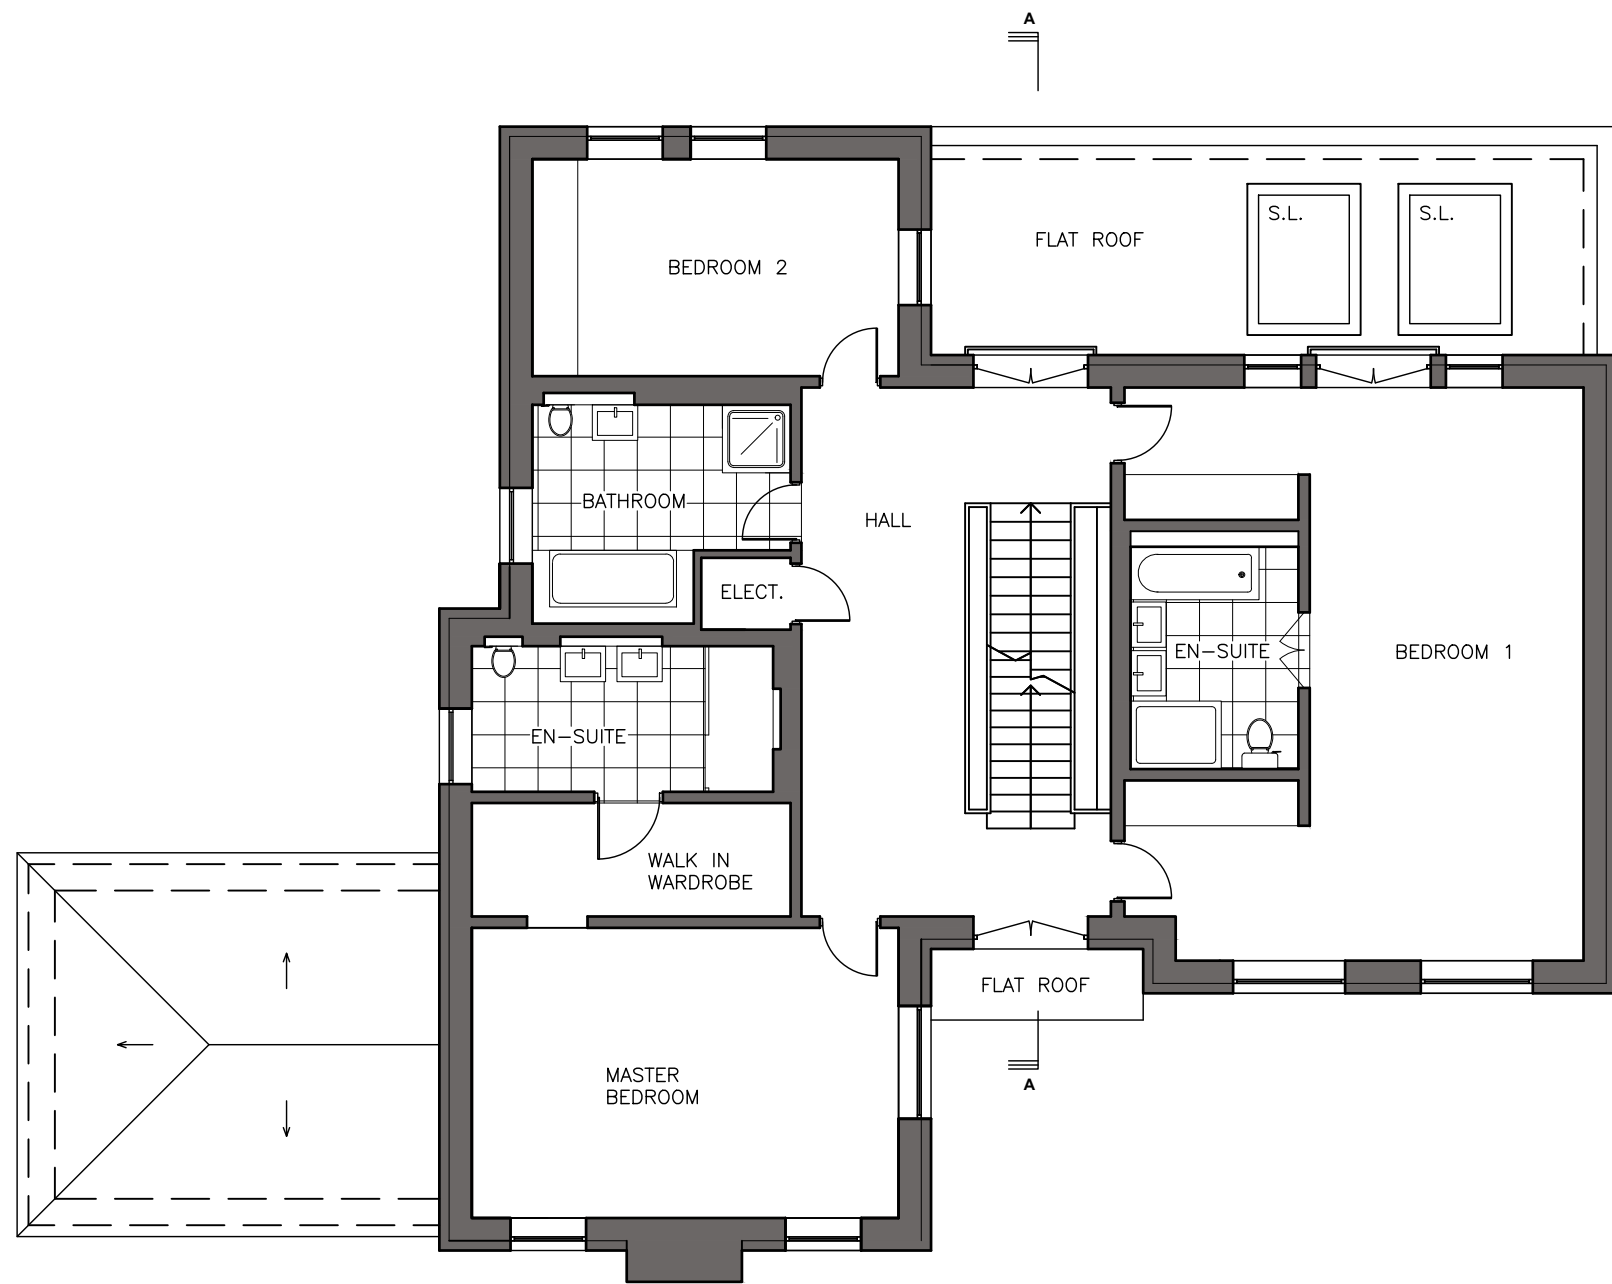 A
S.L.
S.L.
FLAT ROOF
BEDROOM 2
BATHROOM
HALL
ELECT.
EN-SUITE
BEDROOM 1
EN-SUITE
WALK IN
WARDROBE
FLAT ROOF
MASTER
BEDROOM
A